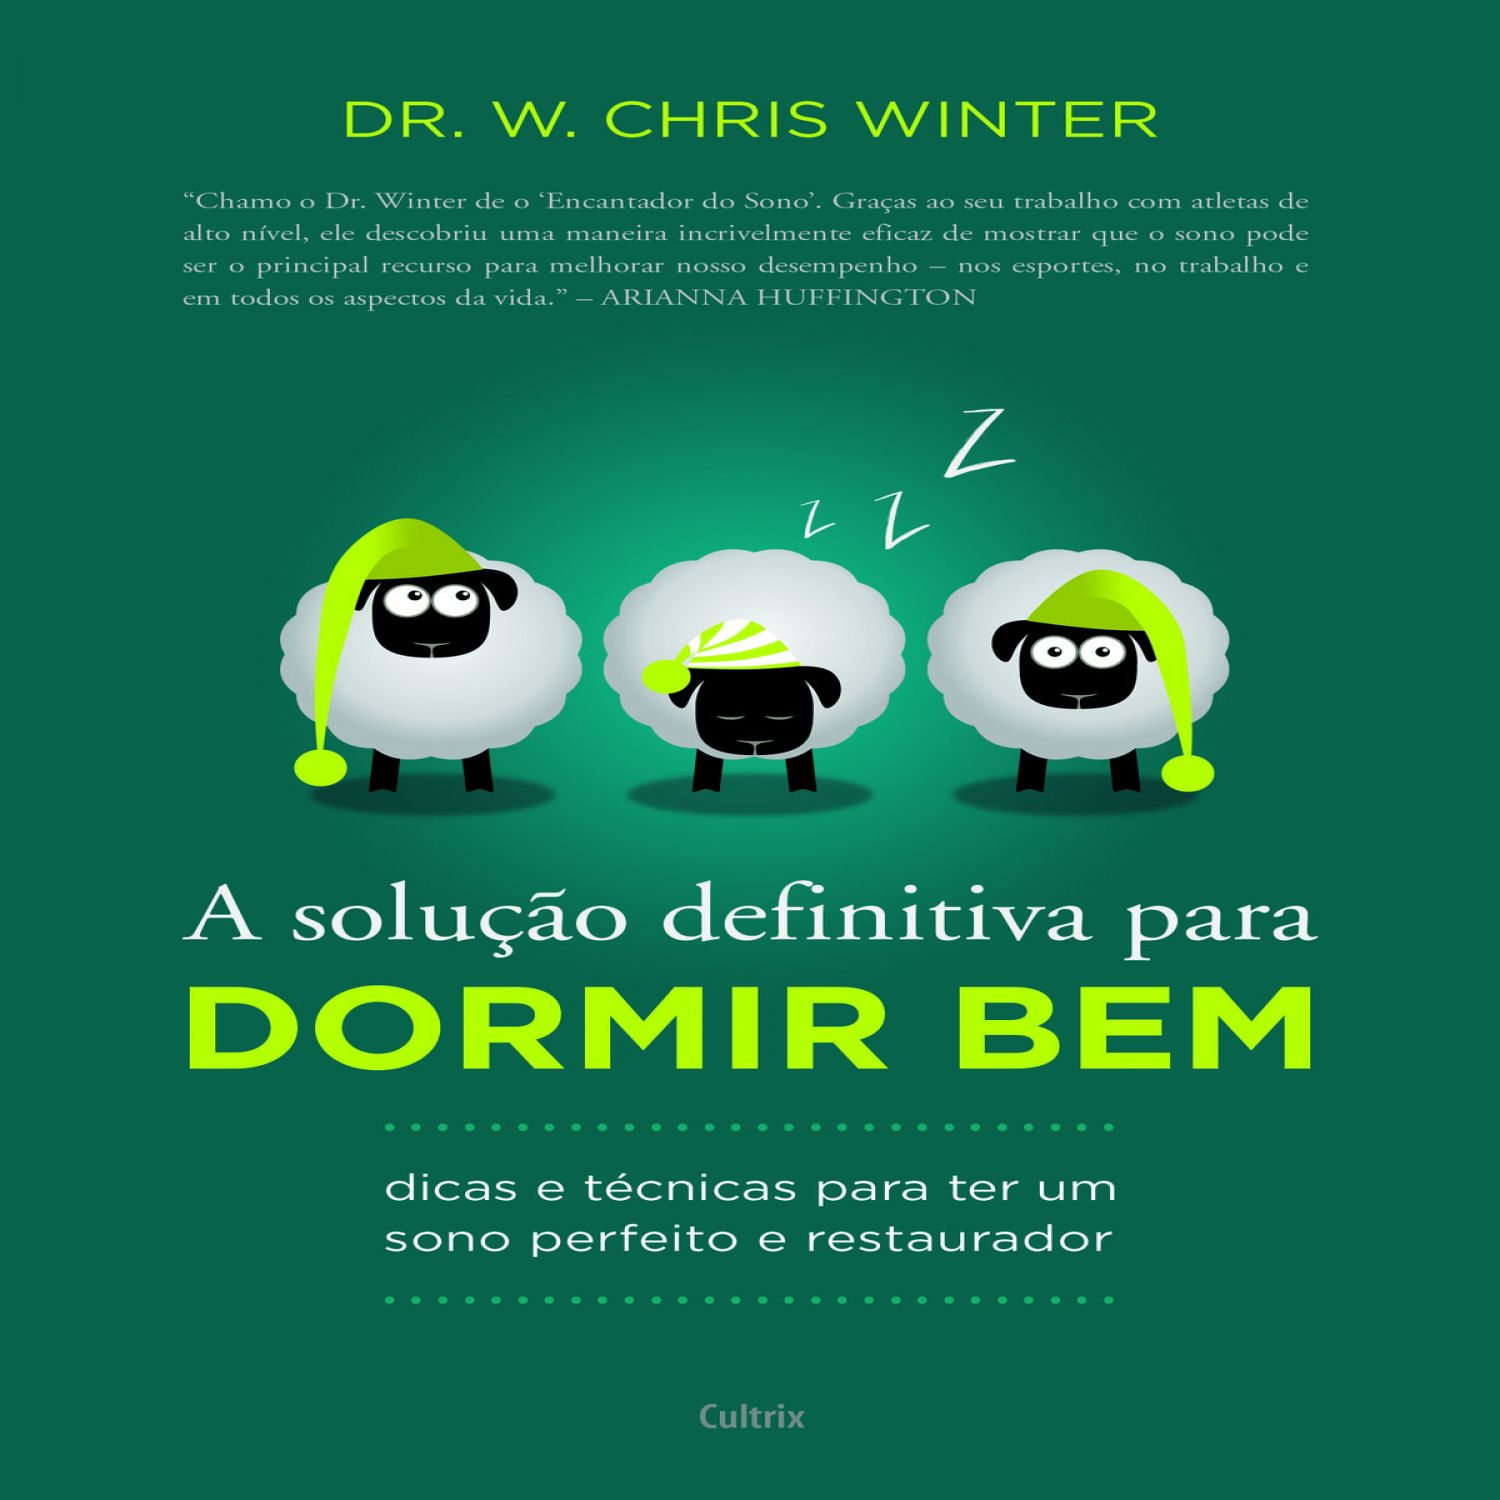 DR. W. CHRIS WINTER
“Chamo o Dr. Winter de o ‘Encantador do Sono’. Graças ao seu trabalho com atletas de
alto nível, ele descobriu uma maneira incrivelmente eficaz de mostrar que o sono pode
ser o principal recurso para melhorar nosso desempenho – nos esportes, no trabalho e
em todos os aspectos da vida.” – ARIANNA HUFFINGTON
z z z
A solução definitiva para
DORMIR BEM
dicas e técnicas para ter um
sono perfeito e restaurador
Cultrix